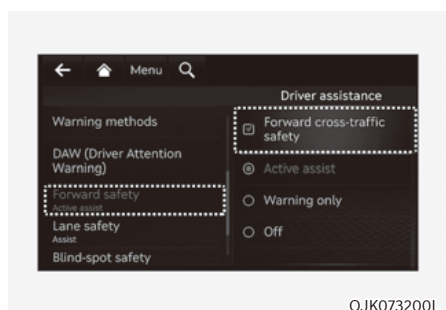 Menu
Driver assistance
Warning methods
DAW (Driver Attention
Warning)
Forward safety
Active assist
Lane safety
Assist
Blind-spot safety
Forward cross-traffic
safety
Active assist
Warning only
Off
OJK073200L